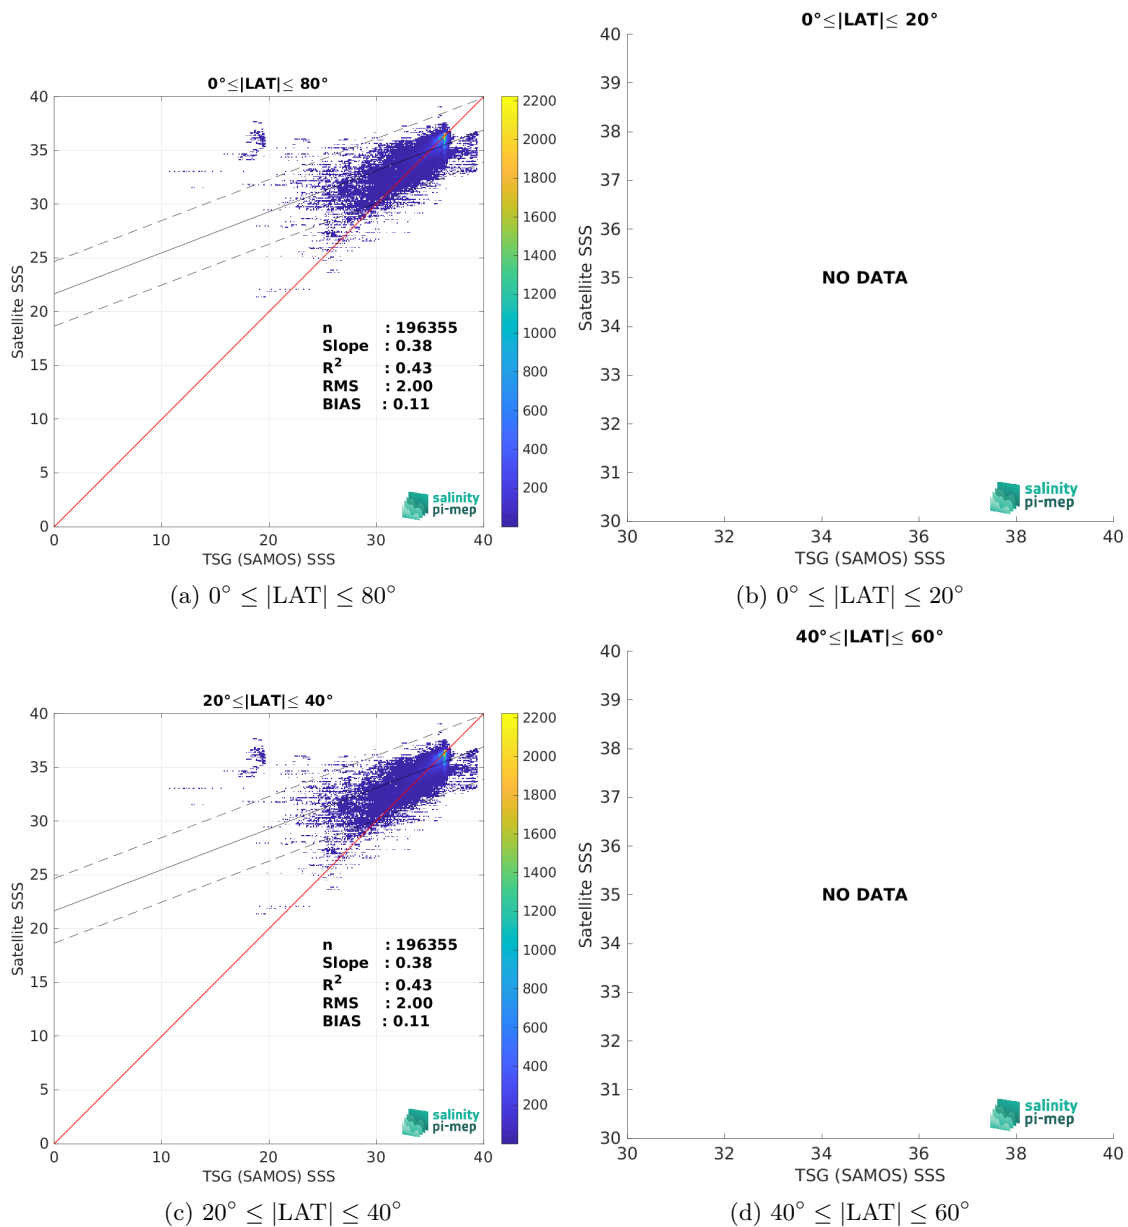 0°≤|LAT|≤ 80°
40
35
30
25
20
15
10
5
0
Satellite SSS
0
10
20
30
40
TSG (SAMOS) SSS
2200
2000
1800
1600
1400
1200
1000
800
600
400
200
n : 196355
Slope : 0.38
R² : 0.43
RMS : 2.00
BIAS : 0.11
salinity
pi-mep
(a) 0° ≤ |LAT| ≤ 80°
0°≤|LAT|≤ 20°
40
39
38
37
36
35
34
33
32
31
30
Satellite SSS
NO DATA
30
32
34
36
38
40
TSG (SAMOS) SSS
salinity
pi-mep
(b) 0° ≤ |LAT| ≤ 20°
20°≤|LAT|≤ 40°
40
35
30
25
20
15
10
5
0
Satellite SSS
0
10
20
30
40
TSG (SAMOS) SSS
2200
2000
1800
1600
1400
1200
1000
800
600
400
200
n : 196355
Slope : 0.38
R² : 0.43
RMS : 2.00
BIAS : 0.11
salinity
pi-mep
(c) 20° ≤ |LAT| ≤ 40°
40°≤|LAT|≤ 60°
40
39
38
37
36
35
34
33
32
31
30
Satellite SSS
NO DATA
30
32
34
36
38
40
TSG (SAMOS) SSS
salinity
pi-mep
(d) 40° ≤ |LAT| ≤ 60°